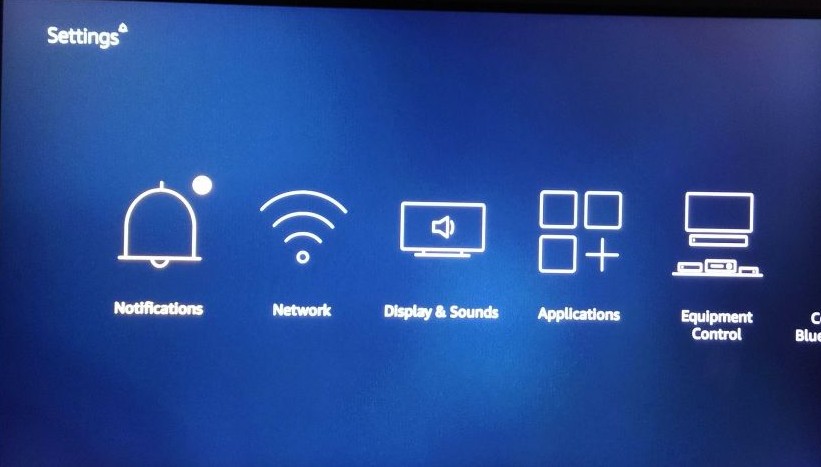 Settings
Notifications
Network
Display & Sounds
Applications
Equipment
Control